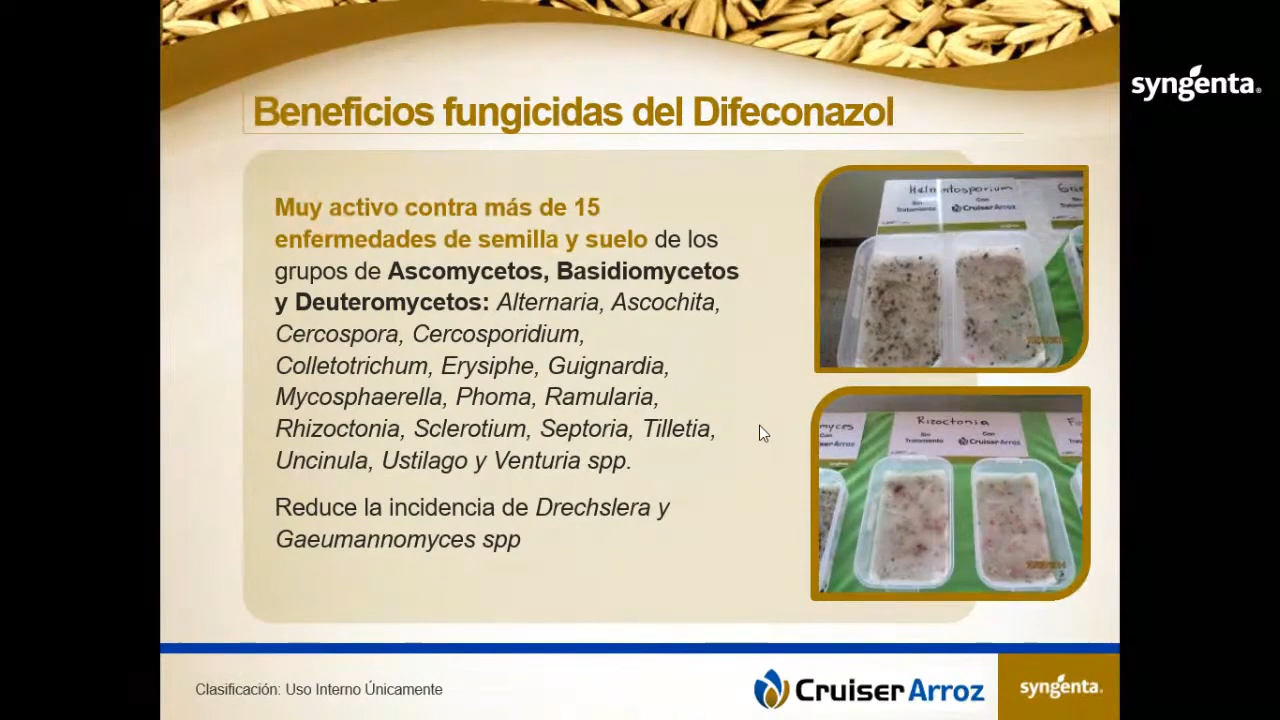 syngenta®
Beneficios fungicidas del Difeconazol
Muy activo contra más de 15
enfermedades de semilla y suelo de los
grupos de Ascomycetos, Basidiomycetos
y Deuteromycetos: Alternaria, Ascochita,
Cercospora, Cercosporidium,
Colletotrichum, Erysiphe, Guignardia,
Mycosphaerella, Phoma, Ramularia,
Rhizoctonia, Sclerotium, Septoria, Tilletia,
Uncinula, Ustilago y Venturia spp.
Reduce la incidencia de Drechslera y
Gaeumannomyces spp
Sin Tratamiento
Con CruiserArroz
Rizoctonia
Sin Tratamiento
Con CruiserArroz
Clasificación: Uso Interno Únicamente
CruiserArroz
syngenta®